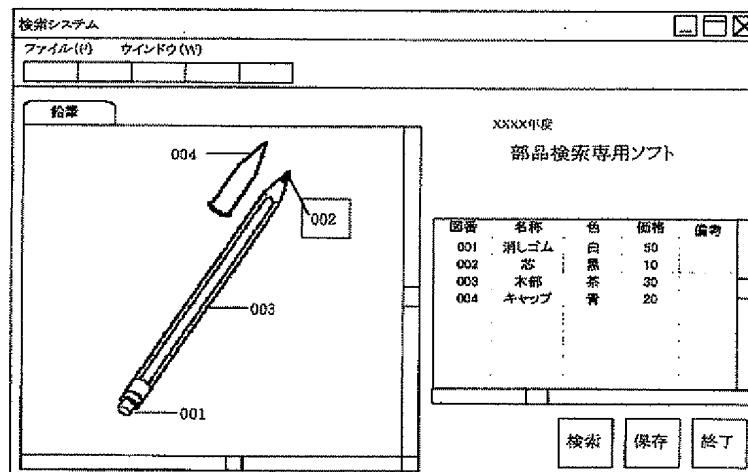 検索システム
ファイル(F) ウインドウ(W)
鉛筆
004
002
003
001
XXXX年度
部品検索専用ソフト
図番 名称 色 価格 備考
001 消しゴム 白 50
002 芯 黒 10
003 木部 茶 30
004 キャップ 青 20
検索 保存 終了